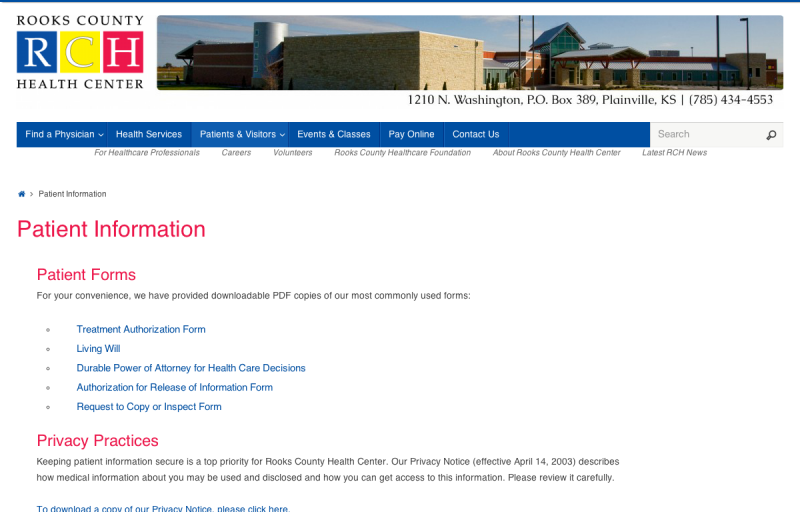 ROOKS COUNTY
RCH
HEALTH CENTER
1210 N. Washington, P.O. Box 389, Plainville, KS | (785) 434-4553
Find a Physician Health Services Patients & Visitors Events & Classes Pay Online Contact Us Search
For Healthcare Professionals Careers Volunteers Rooks County Healthcare Foundation About Rooks County Health Center Latest RCH News
Patient Information
Patient Information
Patient Forms
For your convenience, we have provided downloadable PDF copies of our most commonly used forms:
Treatment Authorization Form
Living Will
Durable Power of Attorney for Health Care Decisions
Authorization for Release of Information Form
Request to Copy or Inspect Form
Privacy Practices
Keeping patient information secure is a top priority for Rooks County Health Center. Our Privacy Notice (effective April 14, 2003) describes
how medical information about you may be used and disclosed and how you can get access to this information. Please review it carefully.
To download a copy of our Privacy Notice, please click here.